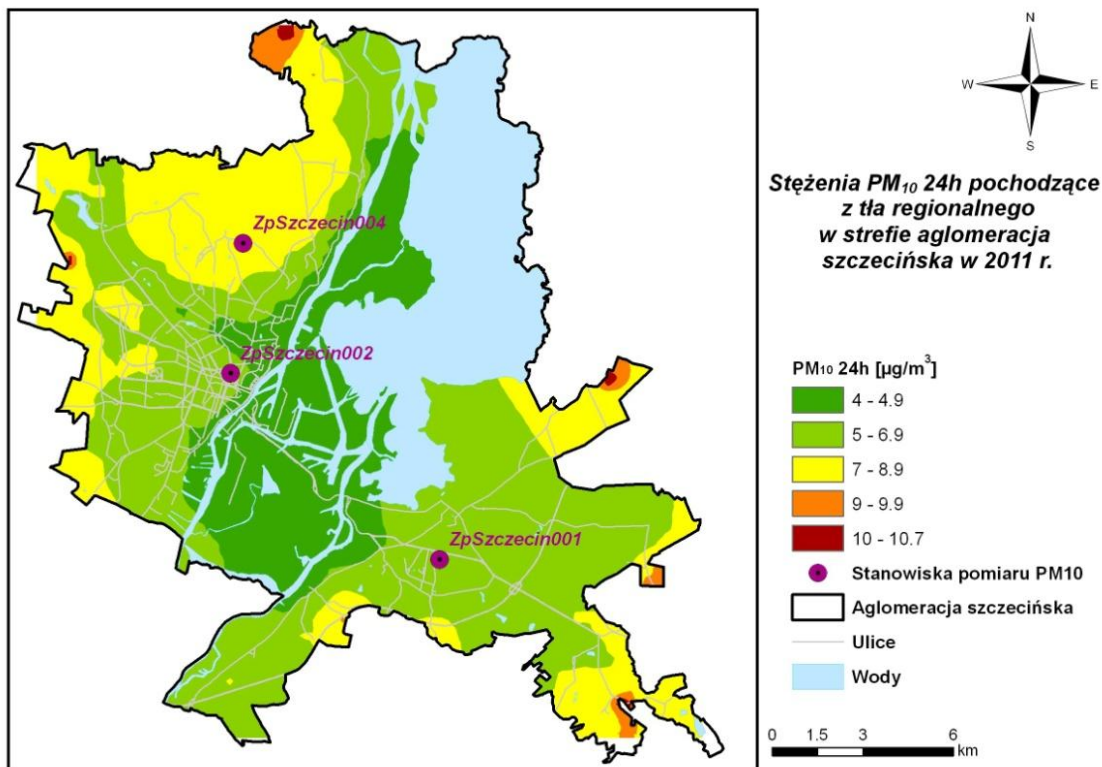 ZpSzczecin004
ZpSzczecin002
ZpSzczecin001
N
W
E
S
Stężenia PM₁₀ 24h pochodzące
z tła regionalnego
w strefie aglomeracja
szczecińska w 2011 r.
PM₁₀ 24h [µg/m³]
4 - 4.9
5 - 6.9
7 - 8.9
9 - 9.9
10 - 10.7
Stanowiska pomiaru PM10
Aglomeracja szczecińska
Ulice
Wody
0 1.5 3 6
km